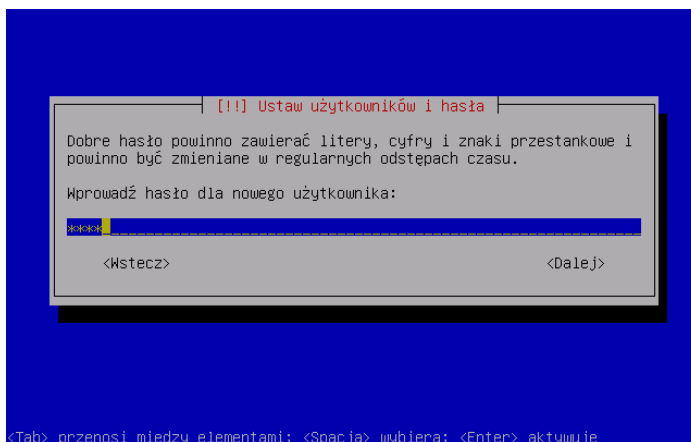 [!!] Ustaw użytkowników i hasła
Dobre hasło powinno zawierać litery, cyfry i znaki przestankowe i
powinno być zmieniane w regularnych odstępach czasu.
Wprowadź hasło dla nowego użytkownika:
****
<Wstecz> <Dalej>
<Tab> przenosi między elementami; <Spacja> wybiera; <Enter> aktywuje